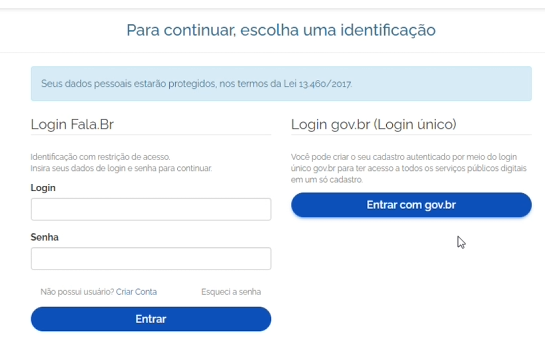 Para continuar, escolha uma identificação
Seus dados pessoais estarão protegidos, nos termos da Lei 13.460/2017.
Login Fala.Br
Identificação com restrição de acesso.
Insira seus dados de login e senha para continuar.
Login
Senha
Não possui usuário? Criar Conta
Esqueci a senha
Entrar
Login gov.br (Login único)
Você pode criar o seu cadastro autenticado por meio do login
único gov.br para ter acesso a todos os serviços públicos digitais
em um só cadastro.
Entrar com gov.br